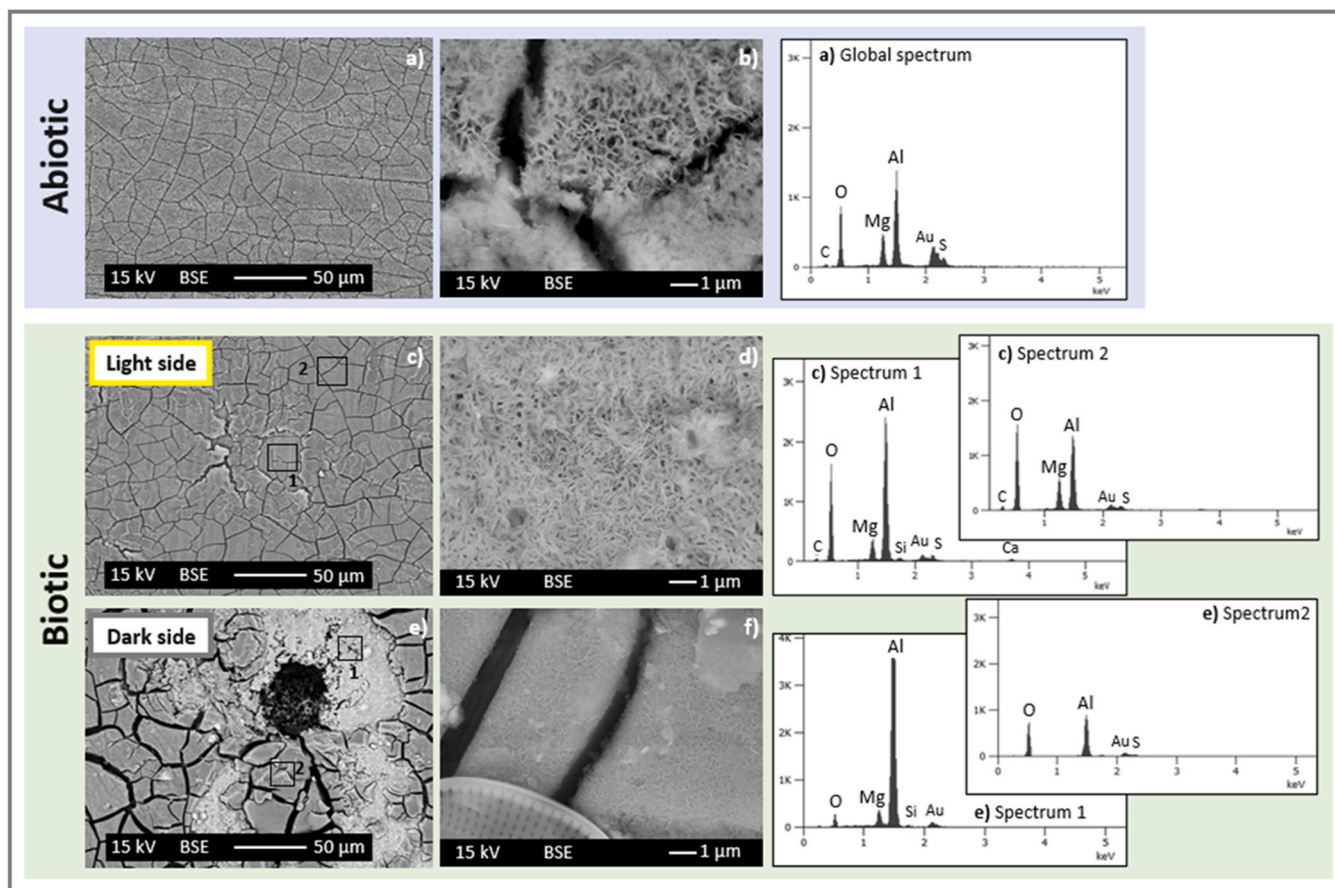 Abiotic
a)
15 kV BSE 50 µm
b)
15 kV BSE 1 µm
a) Global spectrum
3K
2K
1K
0
C
O
Mg
Al
Au
S
0 1 2 3 4 5
keV
Biotic
Light side
c)
2
1
15 kV BSE 50 µm
d)
15 kV BSE 1 µm
c) Spectrum 1
3K
2K
1K
0
C
O
Mg
Al
Si
Au
S
Ca
1 2 3 4 5
keV
c) Spectrum 2
3K
2K
1K
0
C
O
Mg
Al
Au
S
1 2 3 4 5
keV
Dark side
e)
1
2
15 kV BSE 50 µm
f)
15 kV BSE 1 µm
4K
3K
2K
1K
0
O
Mg
Al
Si
Au
e) Spectrum 1
0 1 2 3 4 5
keV
e) Spectrum2
3K
2K
1K
0
O
Al
Au
S
0 1 2 3 4 5
keV